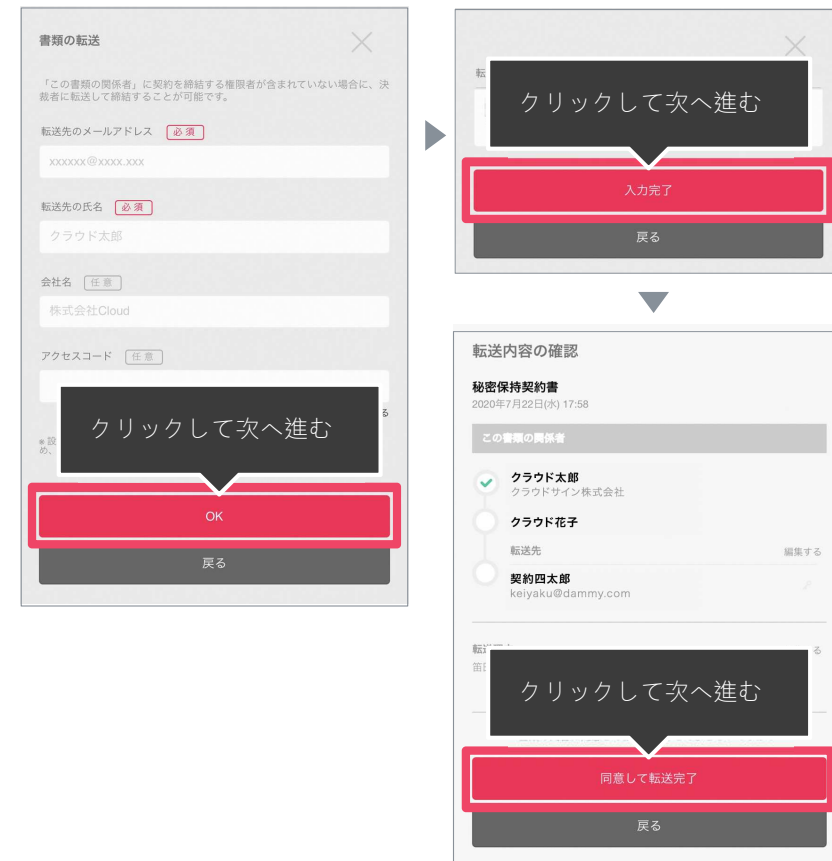 書類の転送
「この書類の関係者」に契約を締結する権限者が含まれていない場合に、決
裁者に転送して締結することが可能です。
転送先のメールアドレス 必須
xxxxxx@xxxx.xxx
転送先の氏名 必須
クラウド太郎
会社名 任意
株式会社Cloud
アクセスコード 任意
る
※設
め、
クリックして次へ進む
OK
戻る
転
クリックして次へ進む
入力完了
戻る
転送内容の確認
秘密保持契約書
2020年7月22日(水) 17:58
この書類の関係者
クラウド太郎
クラウドサイン株式会社
クラウド花子
転送先 編集する
契約四太郎
keiyaku@dammy.com
る
クリックして次へ進む
同意して転送完了
戻る